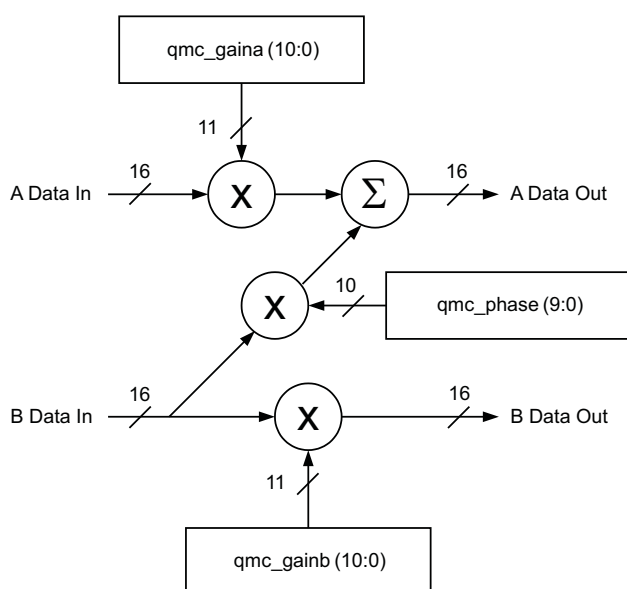 qmc_gaina (10:0)
11
16
16
A Data In
X
Σ
A Data Out
10
X
qmc_phase (9:0)
16
16
B Data In
X
B Data Out
11
qmc_gainb (10:0)